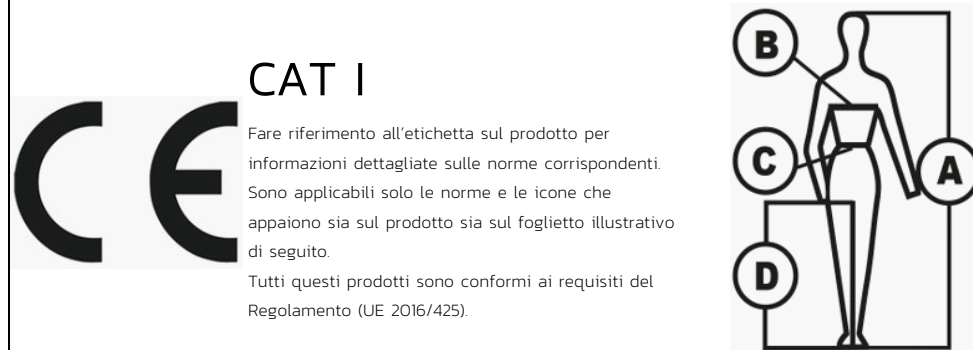 CE
CAT I
Fare riferimento all'etichetta sul prodotto per
informazioni dettagliate sulle norme corrispondenti.
Sono applicabili solo le norme e le icone che
appaiono sia sul prodotto sia sul foglietto illustrativo
di seguito.
Tutti questi prodotti sono conformi ai requisiti del
Regolamento (UE 2016/425).
B
C
A
D